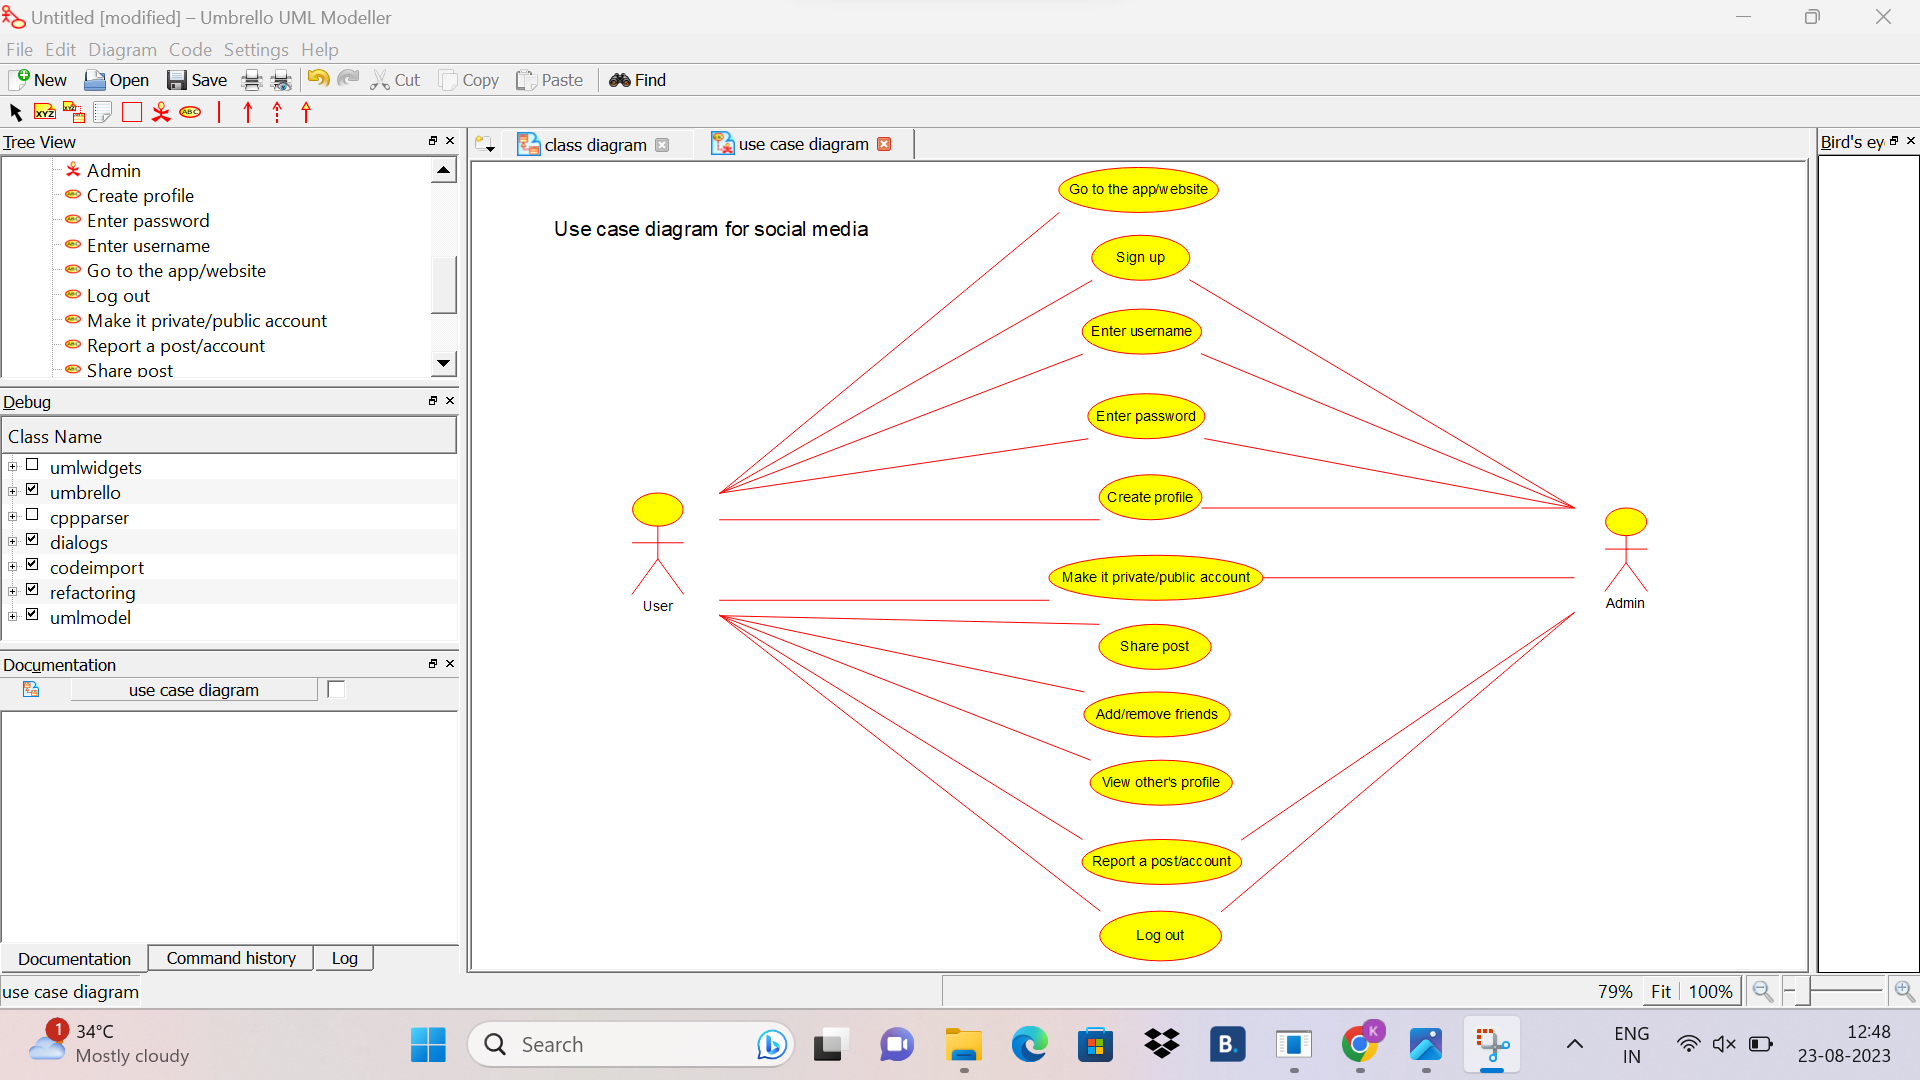 Untitled [modified] – Umbrello UML Modeller
File Edit Diagram Code Settings Help
New Open Save Cut Copy Paste Find
XYZ XYZ ABC
Tree View
Admin
Create profile
Enter password
Enter username
Go to the app/website
Log out
Make it private/public account
Report a post/account
Share post
Debug
Class Name
umlwidgets
umbrello
cppparser
dialogs
codeimport
refactoring
umlmodel
Documentation
use case diagram
Documentation Command history Log
use case diagram
class diagram use case diagram
Use case diagram for social media
Go to the app/website
Sign up
Enter username
Enter password
Create profile
User
Admin
Make it private/public account
Share post
Add/remove friends
View other's profile
Report a post/account
Log out
Bird's ey
79% Fit 100%
1
34°C
Mostly cloudy
Search
B.
K
ENG
IN
12:48
23-08-2023